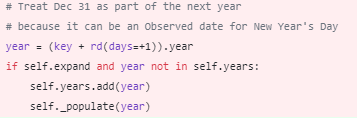 # Treat Dec 31 as part of the next year
# because it can be an Observed date for New Year's Day
year = (key + rd(days=+1)).year
if self.expand and year not in self.years:
    self.years.add(year)
    self._populate(year)